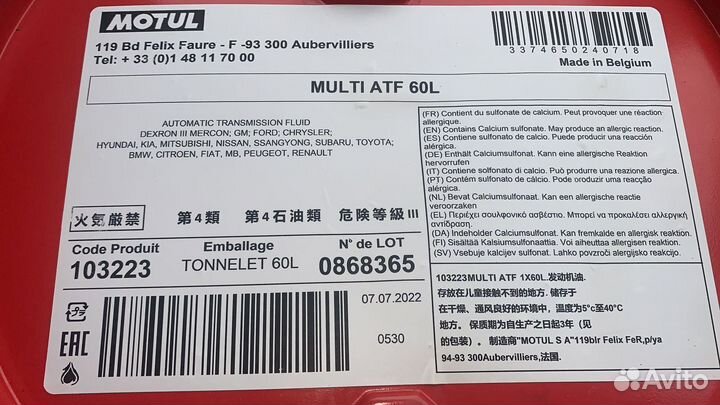 MOTUL
119 Bd Felix Faure - F -93 300 Aubervilliers
Tel: + 33 (0)1 48 11 70 00
3374650240718
Made in Belgium
MULTI ATF 60L
AUTOMATIC TRANSMISSION FLUID
DEXRON III MERCON; GM; FORD; CHRYSLER;
HYUNDAI, KIA, MITSUBISHI, NISSAN, SSANGYONG, SUBARU, TOYOTA;
BMW, CITROEN, FIAT, MB, PEUGEOT, RENAULT
(FR) Contient du sulfonate de calcium. Peut provoquer une réaction
allergique.
(EN) Contains Calcium sulfonate. May produce an allergic reaction.
(ES) Contiene sulfonato de calcio. Puede producir una reacción
alérgica.
(DE) Enthält Calciumsulfonat. Kann eine allergische Reaktion
hervorrufen
(IT) Contiene sulfonato di calcio. Può produrre una reazione allergica.
(PT) Contém sulfonato de cálcio. Pode oroduzir uma reacção
alérgica.
(NL) Bevat Calciumsulfonaat. Kan een allergische reactie
veroorzaken
(EL) Περιέχει σουλφονικό ασβέστιο. Μπορεί να προκαλέσει αλλεργική
αντίδραση.
(DA) Indeholder Calciumsulfonat. Kan fremkalde en allergisk reaksjon.
(FI) Sisältää Kalsiumsulfonaattia. Voi aiheuttaa allergisen reaktion.
(SV) Vsebuje kalcijev sulfonat. Lahko povzroči alergijsko reakcijo.
火気厳禁 第4類 第4石油類 危険等級III
Code Produit Emballage N° de LOT
103223 TONNELET 60L 0868365
07.07.2022
0530
EAC
103223MULTI ATF 1X60L.发动机油.
存放在儿童接触不到的地方. 储存于
在干燥、通风良好的环境中，温度为5°c至40°C
地方。 保质期为自生产之日起3年（见
的包装）。 制造商"MOTUL S A"119blr Felix FeR,рlуа
94-93 300Aubervilliers,法国.
Avito